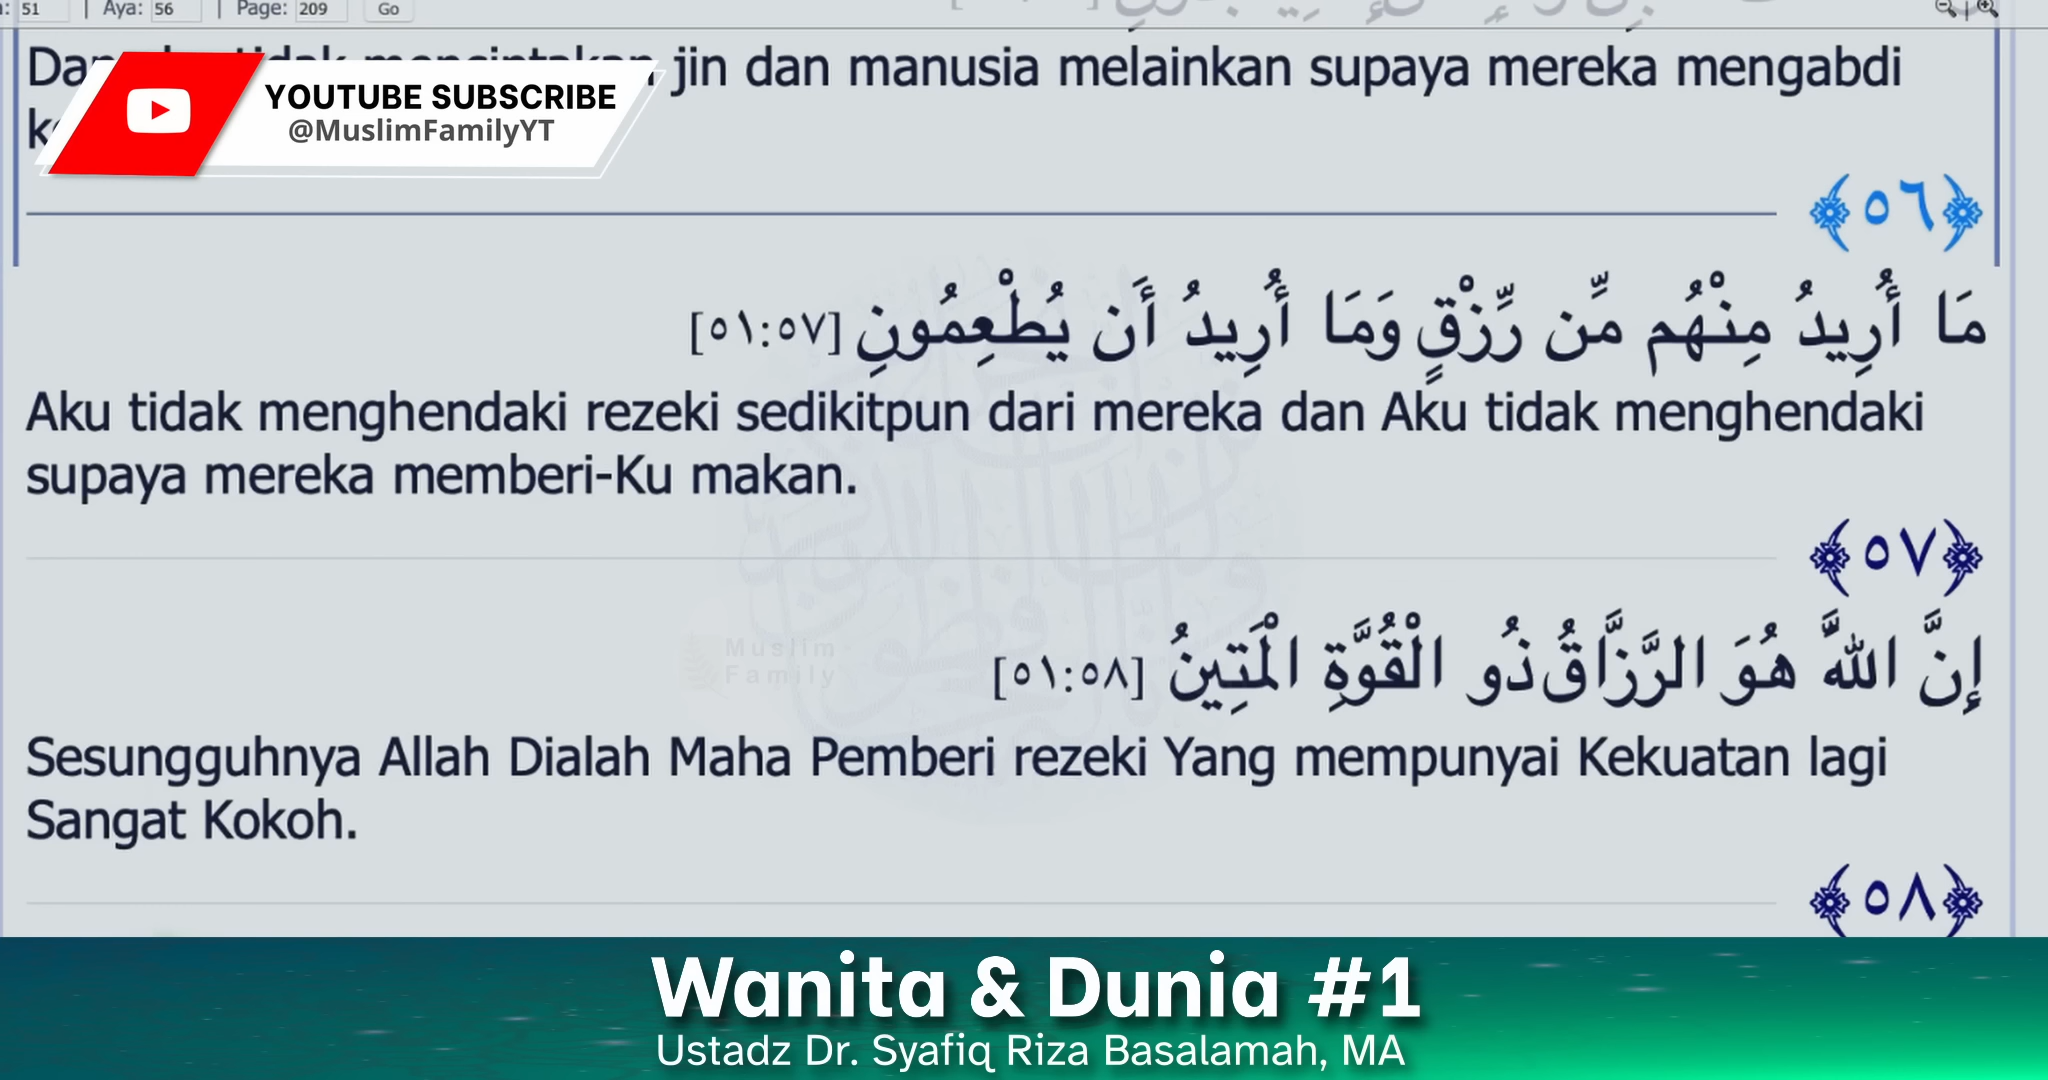 : 51 | Aya: 56 | Page: 209 Go
jin dan manusia melainkan supaya mereka mengabdi
YOUTUBE SUBSCRIBE
@MuslimFamilyYT
﴿٥٦﴾
مَا أُرِيدُ مِنْهُم مِّن رِّزْقٍ وَمَا أُرِيدُ أَن يُطْعِمُونِ [٥١:٥٧]
Aku tidak menghendaki rezeki sedikitpun dari mereka dan Aku tidak menghendaki
supaya mereka memberi-Ku makan.
﴿٥٧﴾
إِنَّ اللَّهَ هُوَ الرَّزَّاقُ ذُو الْقُوَّةِ الْمَتِينُ [٥١:٥٨]
Muslim
Family
Sesungguhnya Allah Dialah Maha Pemberi rezeki Yang mempunyai Kekuatan lagi
Sangat Kokoh.
﴿٥٨﴾
Wanita & Dunia #1
Ustadz Dr. Syafiq Riza Basalamah, MA